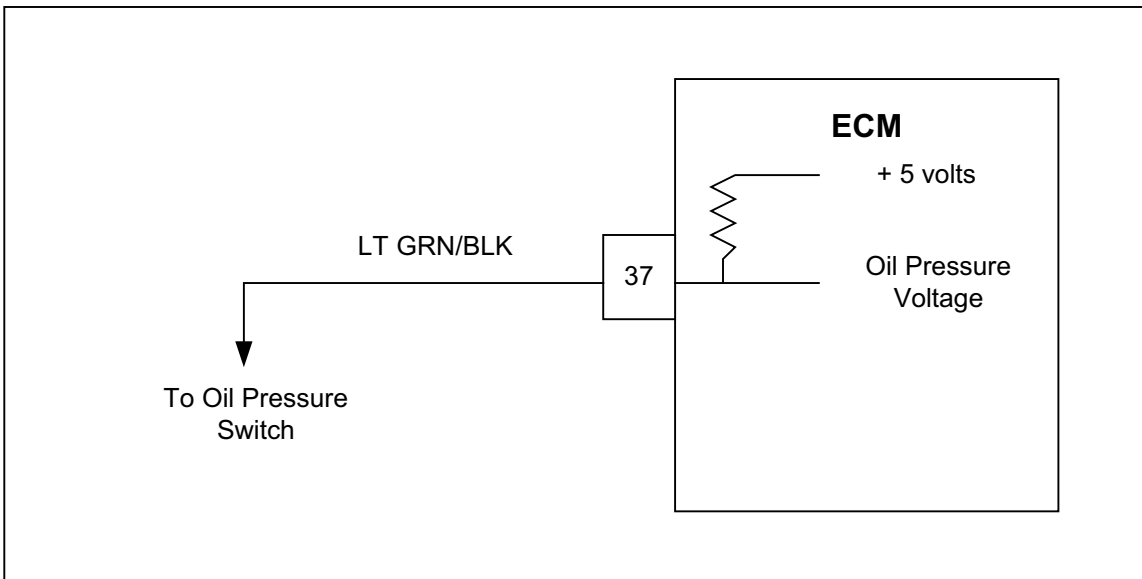 ECM
+ 5 volts
LT GRN/BLK
37
Oil Pressure
Voltage
To Oil Pressure
Switch